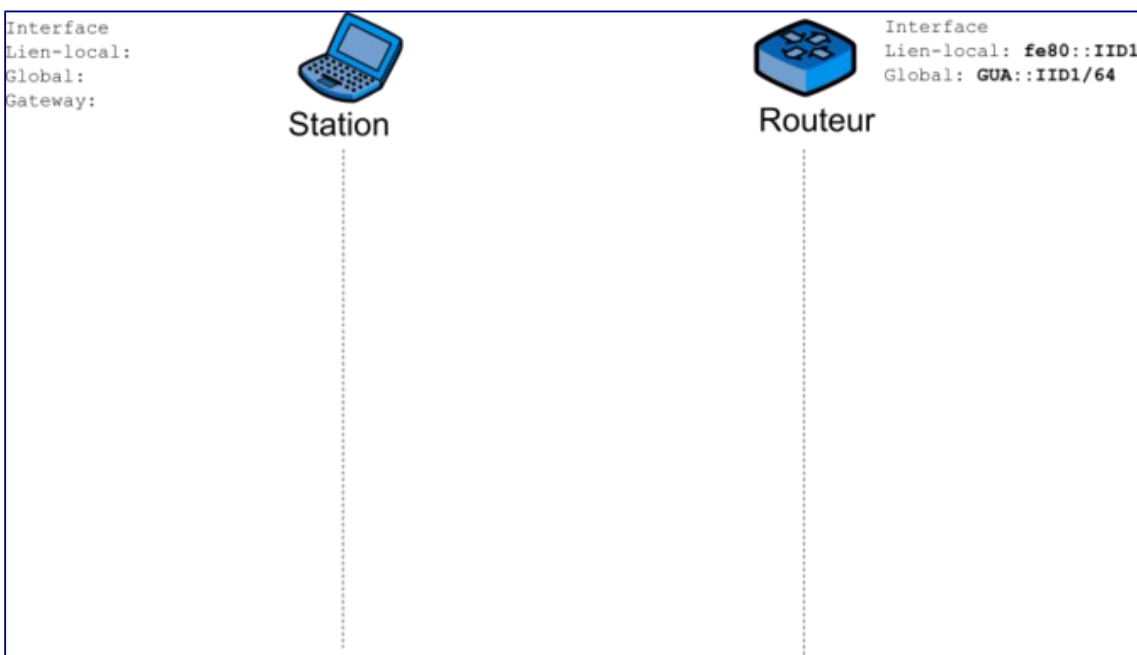 Interface
Lien-local:
Global:
Gateway:
Station
Routeur
Interface
Lien-local: fe80::IID1
Global: GUA::IID1/64